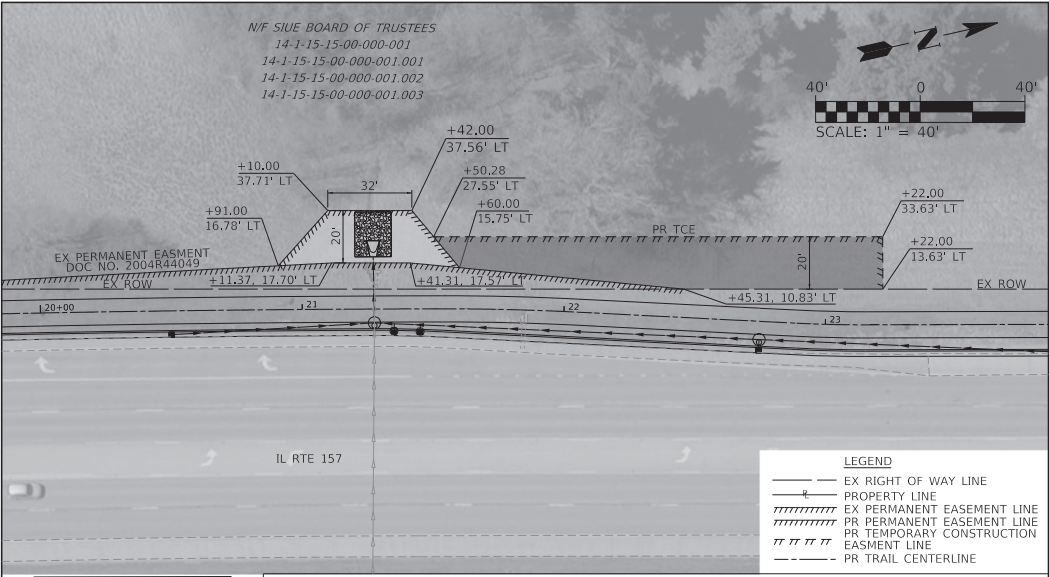 N/F SIUE BOARD OF TRUSTEES
14-1-15-15-00-000-001
14-1-15-15-00-000-001.001
14-1-15-15-00-000-001.002
14-1-15-15-00-000-001.003
N
40' 0 40'
SCALE: 1" = 40'
+42.00
37.56' LT
+10.00
37.71' LT
32'
+50.28
27.55' LT
+60.00
15.75' LT
+91.00
16.78' LT
20'
+22.00
33.63' LT
PR TCE
+22.00
13.63' LT
20'
EX PERMANENT EASEMENT
DOC NO. 2004R44049
EX ROW
+11.37, 17.70' LT
+41.31, 17.57' LT
+45.31, 10.83' LT
EX ROW
20+00
21
22
23
IL RTE 157
LEGEND
EX RIGHT OF WAY LINE
PL PROPERTY LINE
EX PERMANENT EASEMENT LINE
PR PERMANENT EASEMENT LINE
PR TEMPORARY CONSTRUCTION
EASMENT LINE
PR TRAIL CENTERLINE